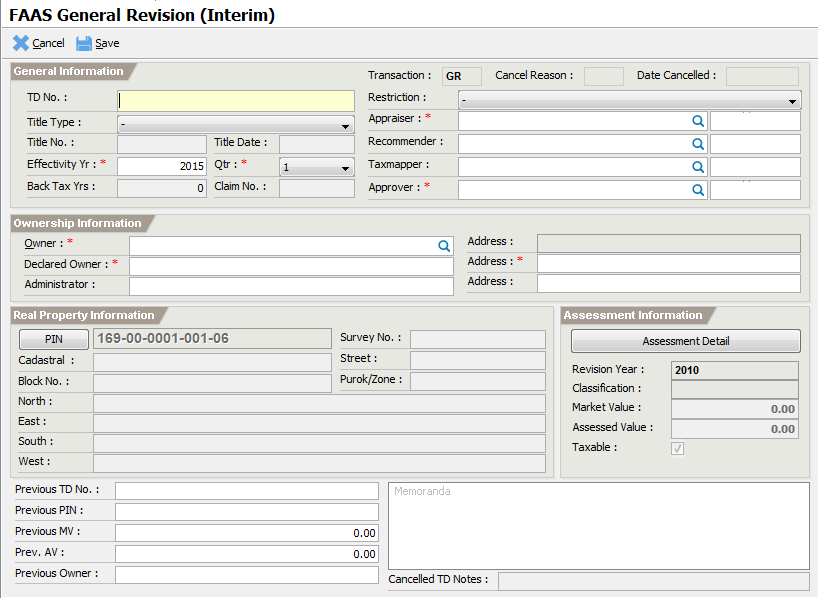 FAAS General Revision (Interim)
Cancel Save
General Information
TD No. :
Title Type : -
Title No. : Title Date :
Effectivity Yr : * 2015 Qtr : * 1
Back Tax Yrs : 0 Claim No. :
Transaction : GR Cancel Reason : Date Cancelled :
Restriction : -
Appraiser : *
Recommender :
Taxmapper :
Approver : *
Ownership Information
Owner : *
Declared Owner : *
Administrator :
Address :
Address : *
Address :
Real Property Information
PIN 169-00-0001-001-06
Cadastral :
Block No. :
Survey No. :
Street :
Purok/Zone :
North :
East :
South :
West :
Assessment Information
Assessment Detail
Revision Year : 2010
Classification :
Market Value : 0.00
Assessed Value : 0.00
Taxable :
Previous TD No. :
Previous PIN :
Previous MV : 0.00
Prev. AV : 0.00
Previous Owner :
Memoranda
Cancelled TD Notes :